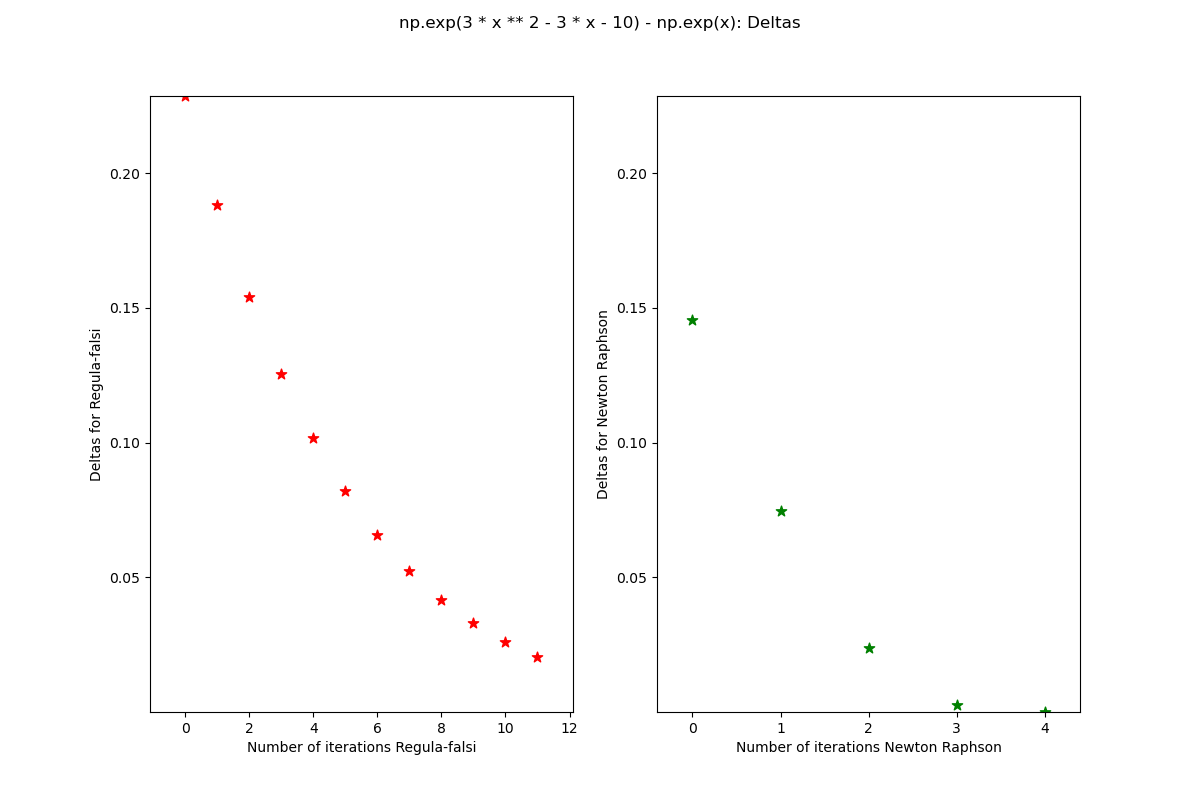 np.exp(3 * x ** 2 - 3 * x - 10) - np.exp(x): Deltas
Deltas for Regula-falsi
0.20
0.15
0.10
0.05
0 2 4 6 8 10 12
Number of iterations Regula-falsi
Deltas for Newton Raphson
0.20
0.15
0.10
0.05
0 1 2 3 4
Number of iterations Newton Raphson